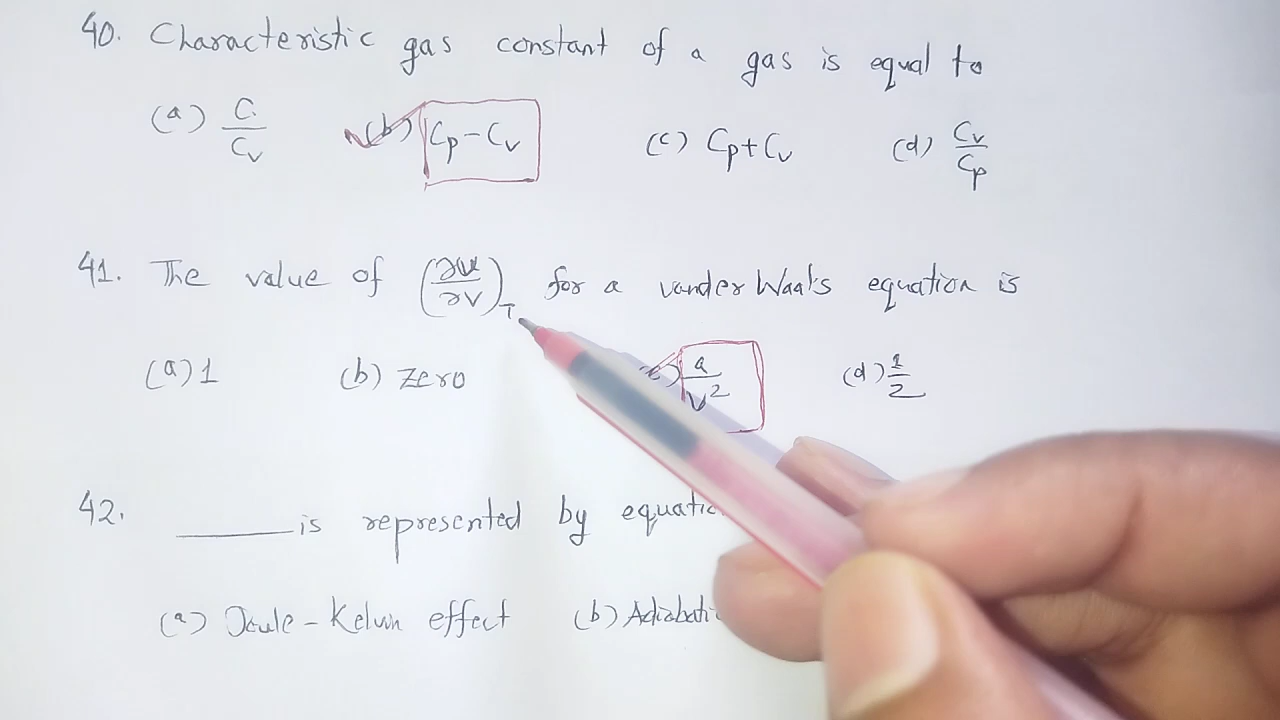 40. Characteristic gas constant of a gas is equal to
(a) C/Cv (b) Cp-Cv (c) Cp+Cv (d) Cv/Cp
41. The value of (∂U/∂V)T for a vander Waal's equation is
(a) 1 (b) zero (c) a/V² (d) 1/2
42. ______ is represented by
(a) Joule-Kelvin effect (b)